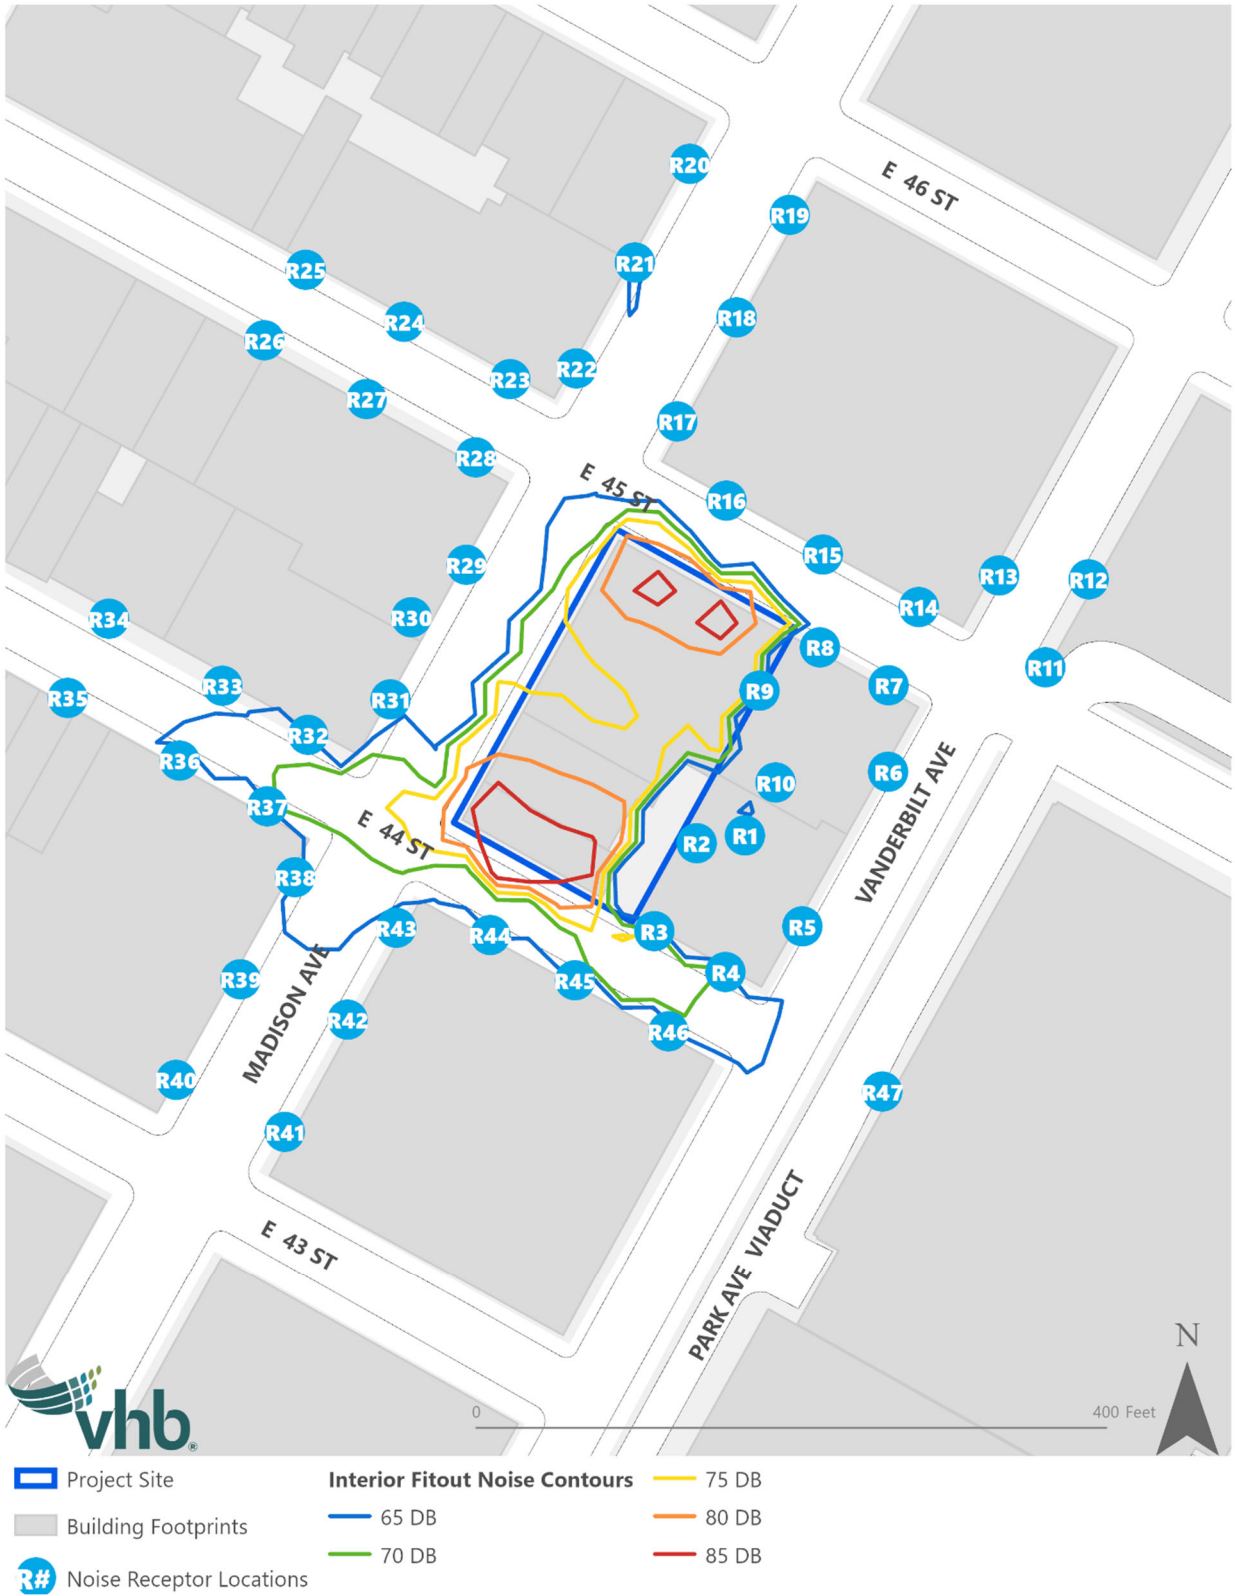 R20
E 46 ST
R19
R21
R25
R18
R24
R26
R22
R23
R27
R17
R28
E 45 ST
R16
R15
R29
R13
R12
R14
R34
R30
R8
R11
R33
R7
R9
R35
R31
R32
R36
R6
R10
R37
E 44 ST
R1
R2
VANDERBILT AVE
R38
R43
R44
R3
R5
R39
MADISON AVE
R45
R4
R42
R46
R40
R47
R41
E 43 ST
PARK AVE VIADUCT
N
vhb®
0
400 Feet
Project Site
Interior Fitout Noise Contours
75 DB
Building Footprints
65 DB
80 DB
R# Noise Receptor Locations
70 DB
85 DB